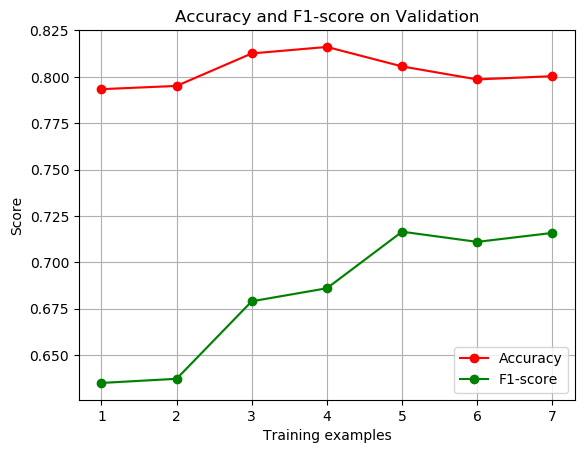 Accuracy and F1-score on Validation
0.825
0.800
0.775
0.750
0.725
0.700
0.675
0.650
Score
1 2 3 4 5 6 7
Training examples
Accuracy
F1-score